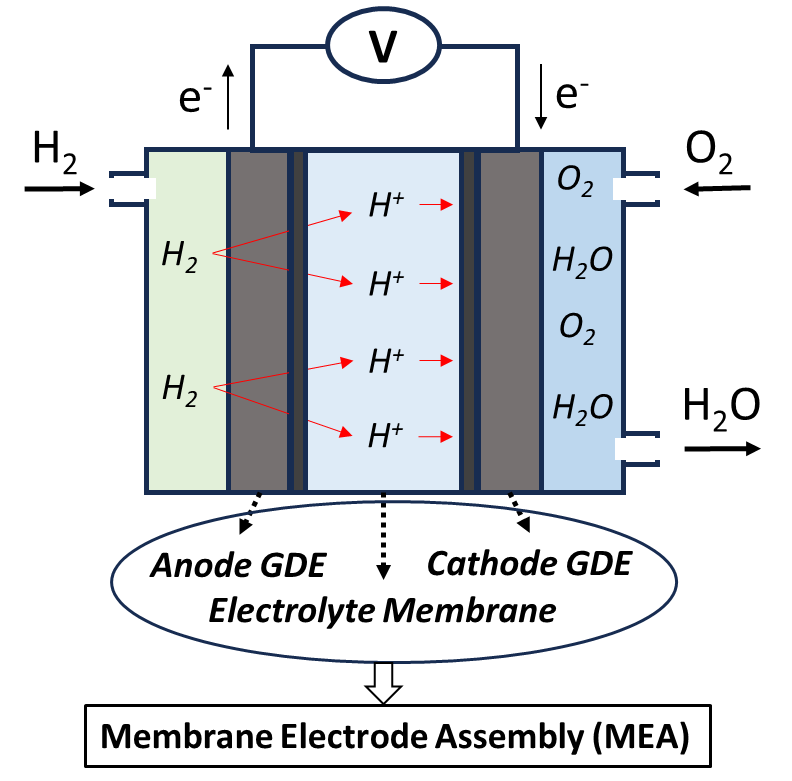 V
e⁻
e⁻
H₂
O₂
H⁺
O₂
H₂
H⁺
H₂O
H⁺
O₂
H₂
H⁺
H₂O
H₂O
Anode GDE
Cathode GDE
Electrolyte Membrane
Membrane Electrode Assembly (MEA)